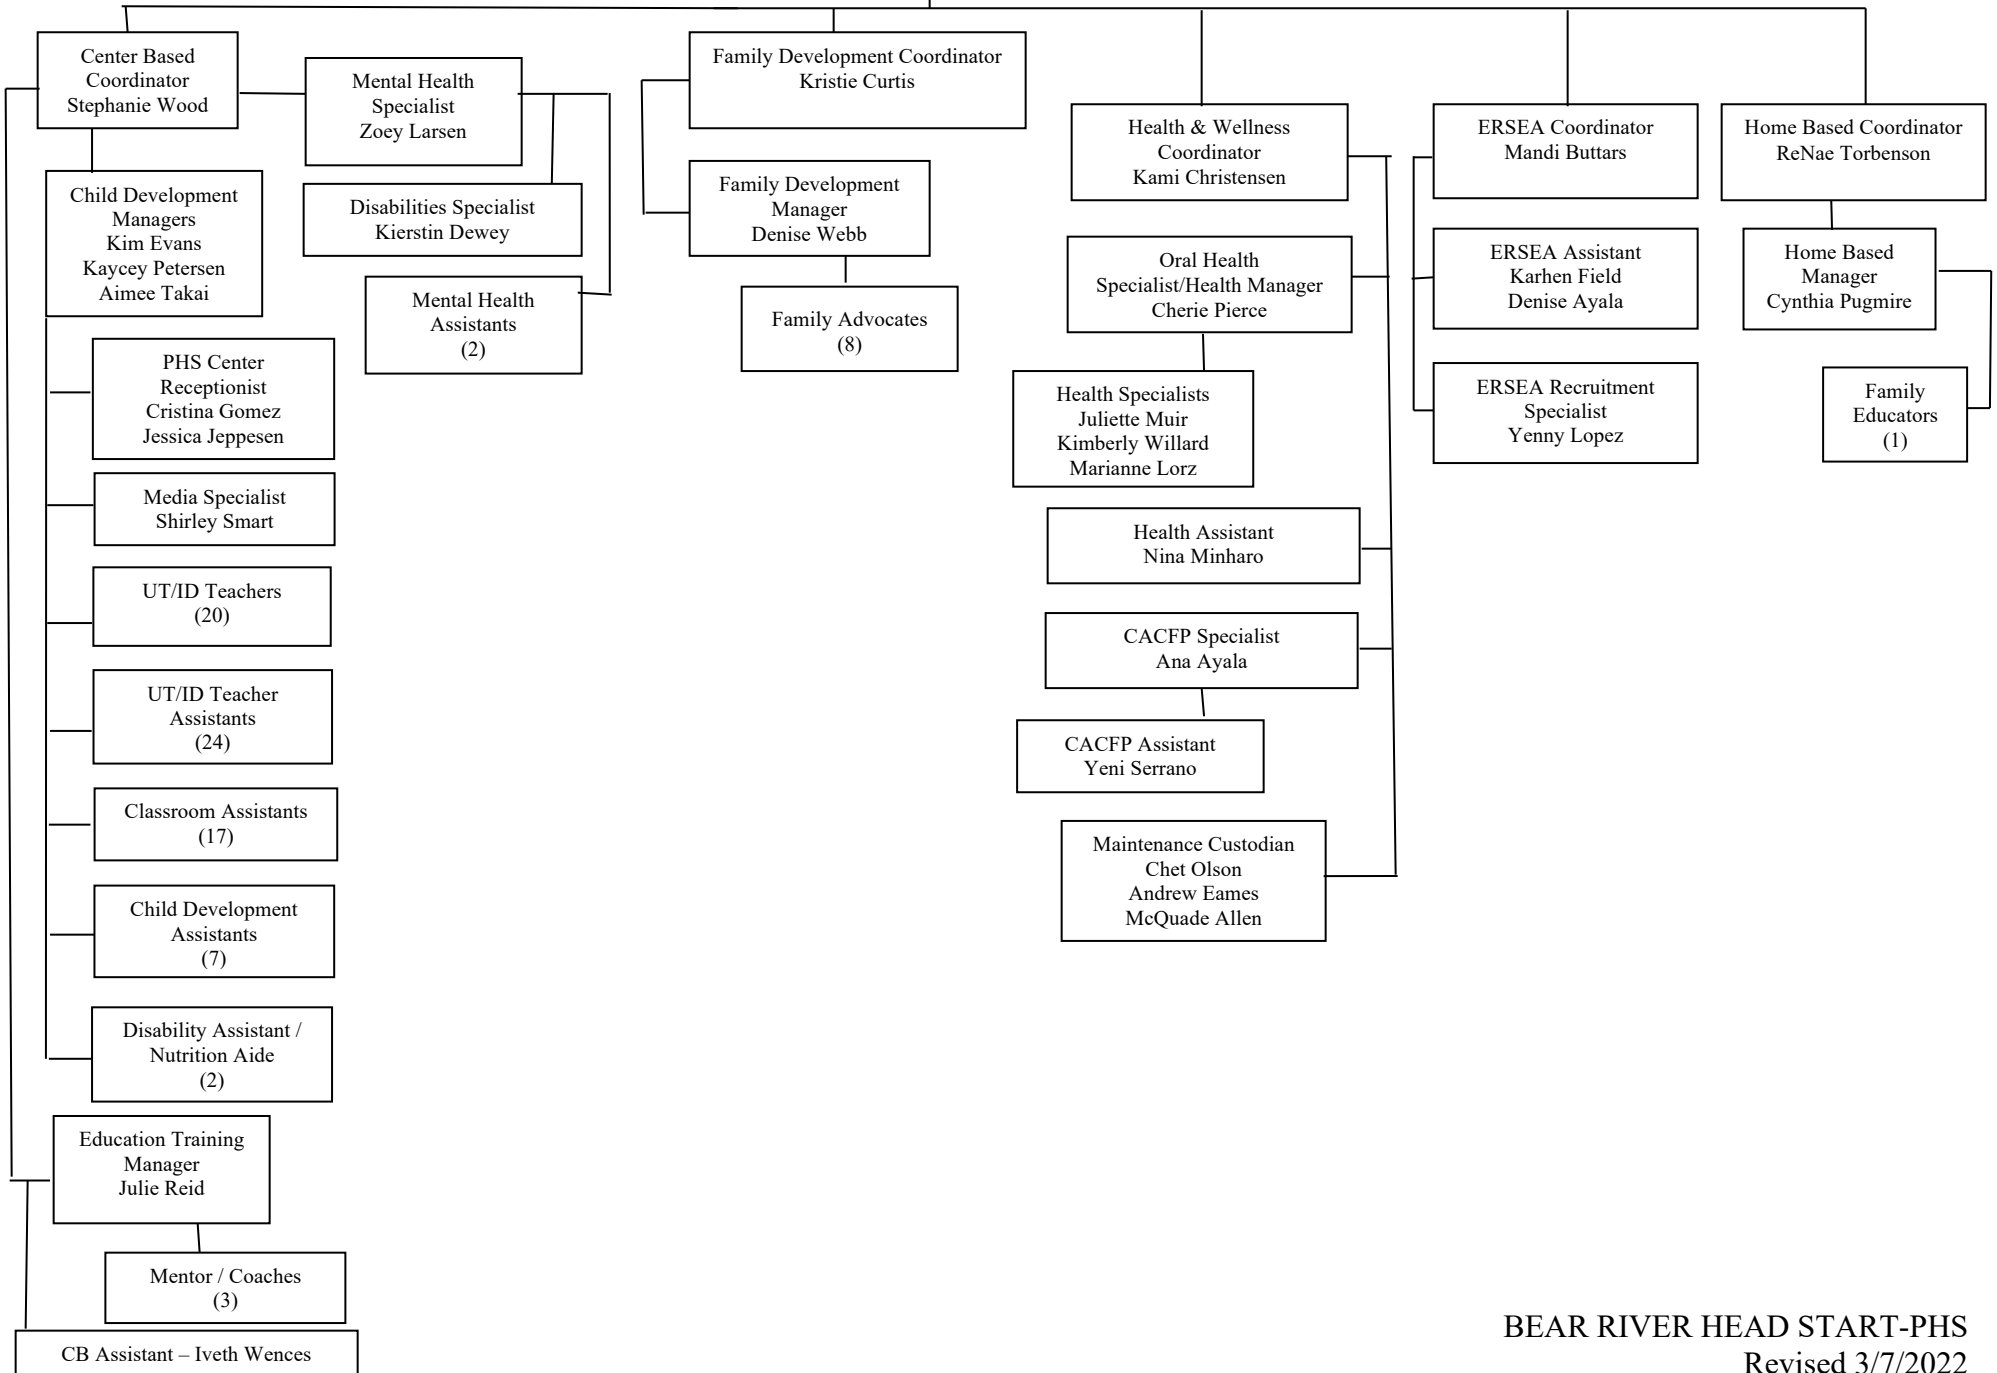 Center Based
Coordinator
Stephanie Wood
Mental Health
Specialist
Zoey Larsen
Disabilities Specialist
Kierstin Dewey
Mental Health
Assistants
(2)
Child Development
Managers
Kim Evans
Kaycey Petersen
Aimee Takai
PHS Center
Receptionist
Cristina Gomez
Jessica Jeppesen
Media Specialist
Shirley Smart
UT/ID Teachers
(20)
UT/ID Teacher
Assistants
(24)
Classroom Assistants
(17)
Child Development
Assistants
(7)
Disability Assistant /
Nutrition Aide
(2)
Education Training
Manager
Julie Reid
Mentor / Coaches
(3)
CB Assistant – Iveth Wences
Family Development Coordinator
Kristie Curtis
Family Development
Manager
Denise Webb
Family Advocates
(8)
Health & Wellness
Coordinator
Kami Christensen
Oral Health
Specialist/Health Manager
Cherie Pierce
Health Specialists
Juliette Muir
Kimberly Willard
Marianne Lorz
Health Assistant
Nina Minharo
CACFP Specialist
Ana Ayala
CACFP Assistant
Yeni Serrano
Maintenance Custodian
Chet Olson
Andrew Eames
McQuade Allen
ERSEA Coordinator
Mandi Buttars
ERSEA Assistant
Karhen Field
Denise Ayala
ERSEA Recruitment
Specialist
Yenny Lopez
Home Based Coordinator
ReNae Torbenson
Home Based
Manager
Cynthia Pugmire
Family
Educators
(1)
BEAR RIVER HEAD START-PHS
Revised 3/7/2022